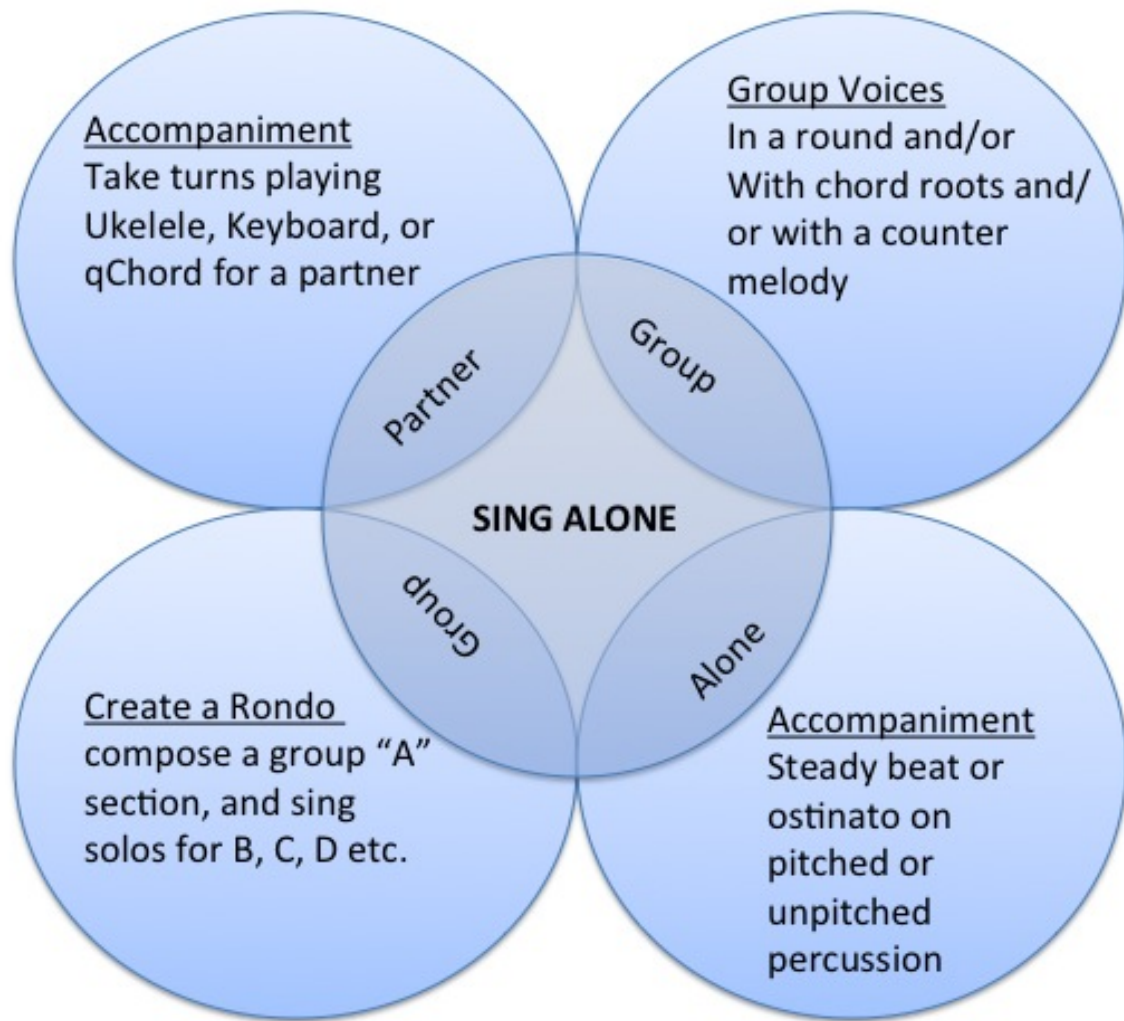 Accompaniment
Take turns playing
Ukelele, Keyboard, or
qChord for a partner
Group Voices
In a round and/or
With chord roots and/
or with a counter
melody
Partner
Group
SING ALONE
Group
Alone
Create a Rondo
compose a group “A”
section, and sing
solos for B, C, D etc.
Accompaniment
Steady beat or
ostinato on
pitched or
unpitched
percussion